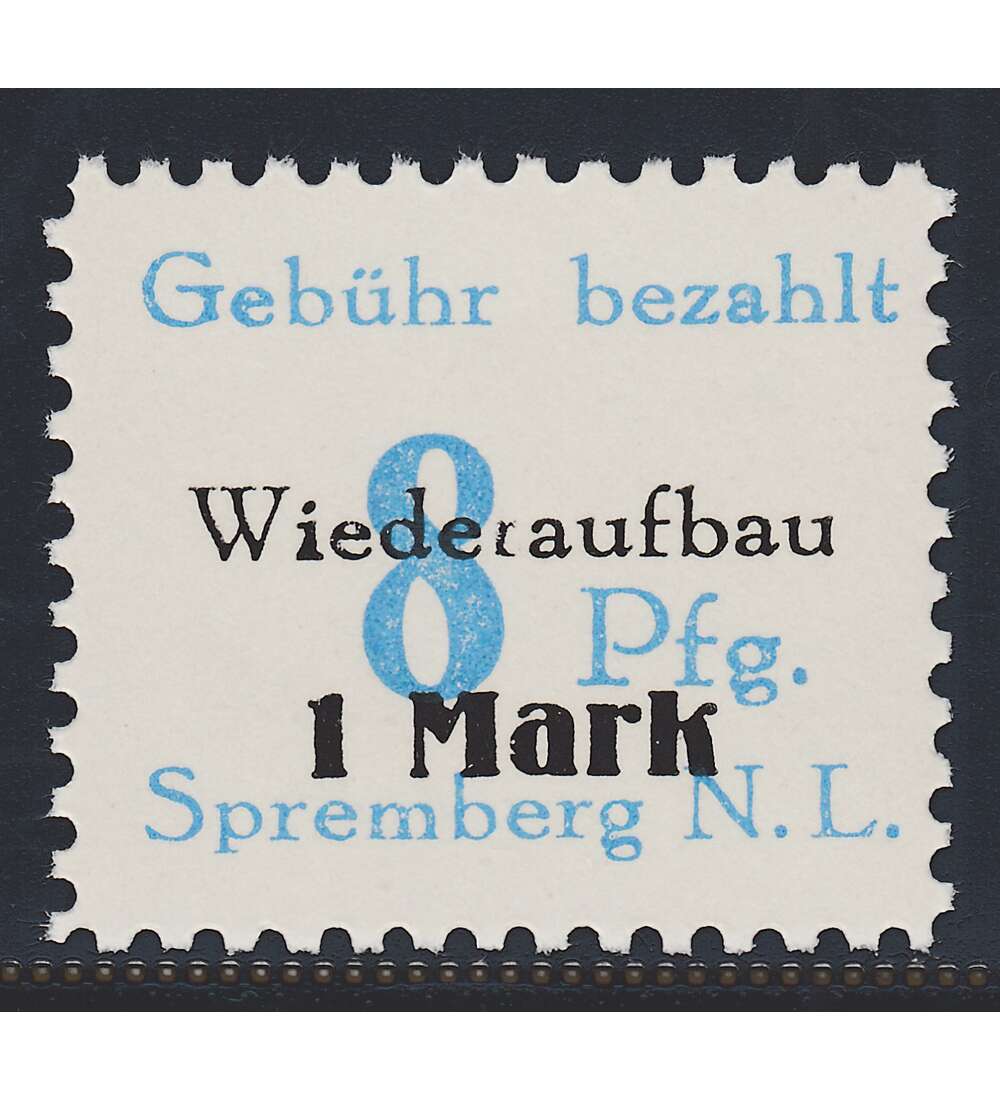 Gebühr bezahlt
Wiederaufbau
8 Pfg.
1 Mark
Spremberg N. L.